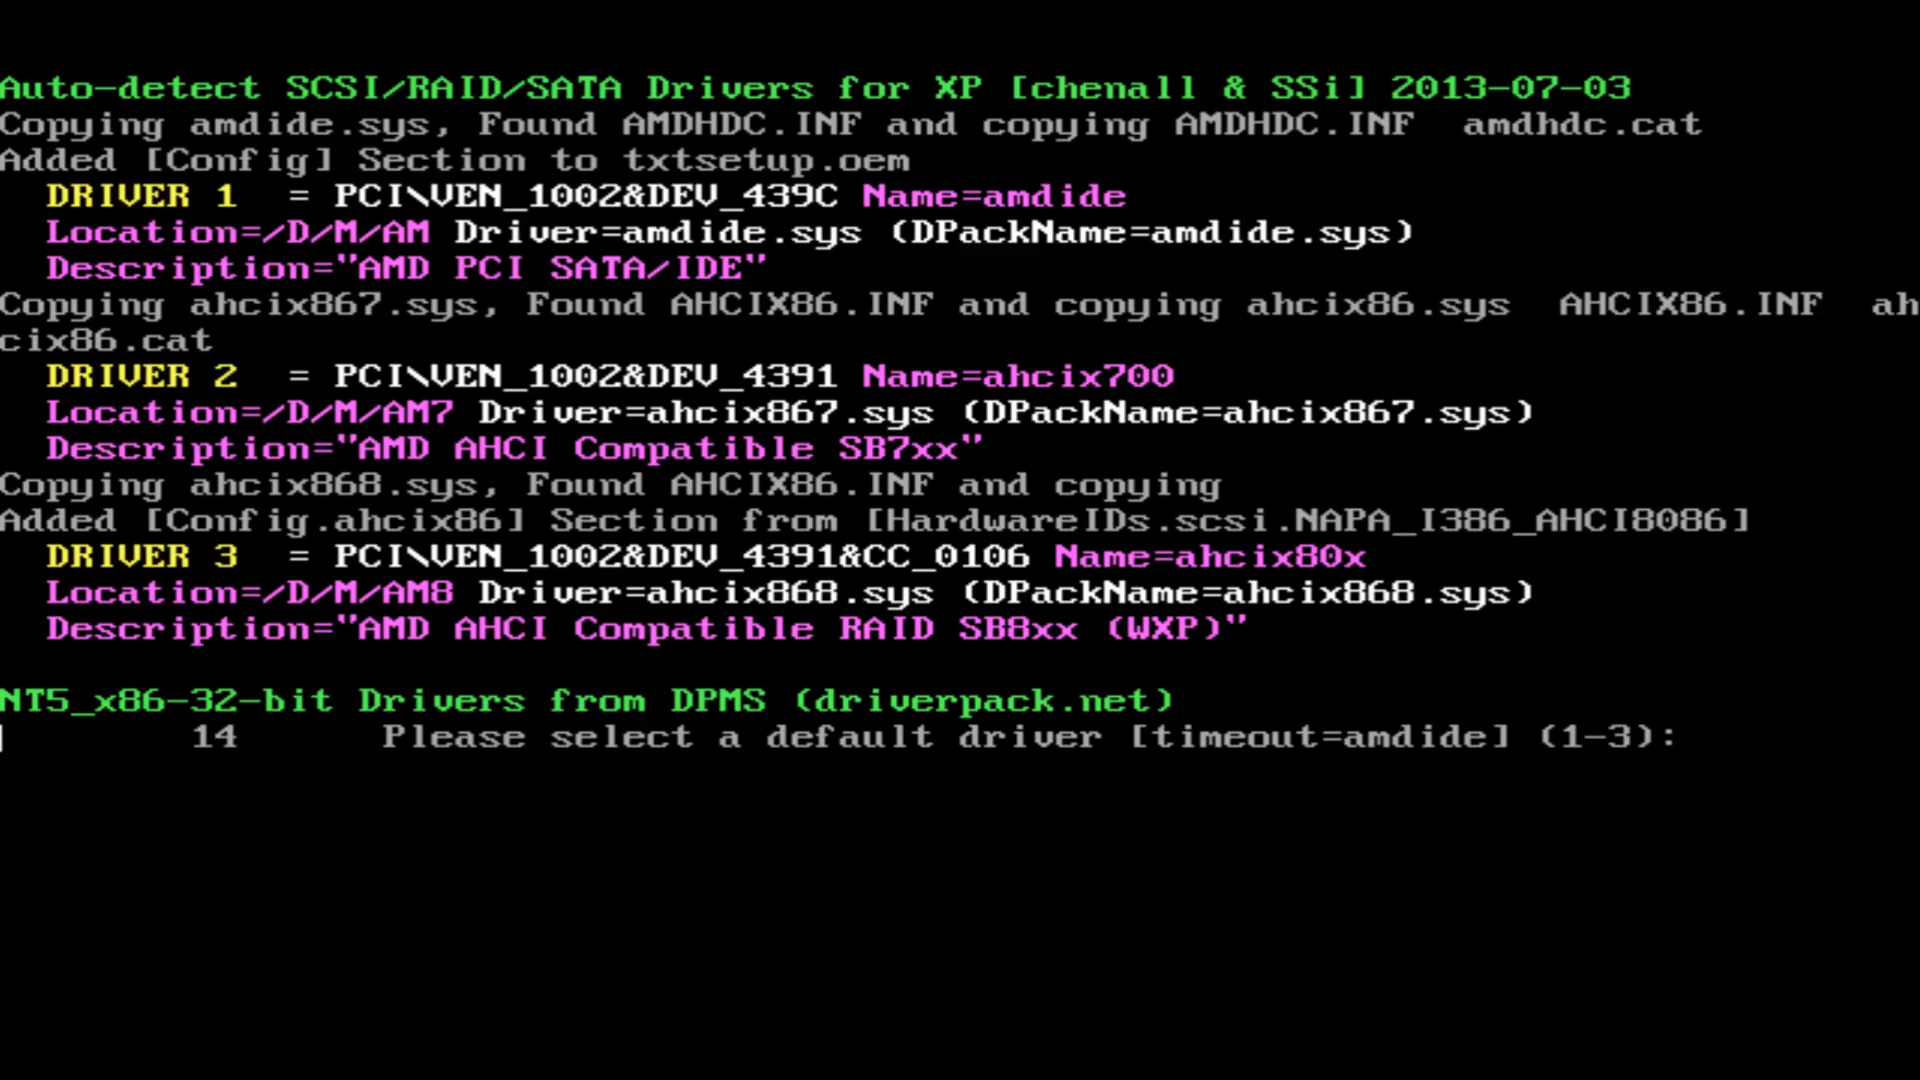 Auto-detect SCSI/RAID/SATA Drivers for XP [chenall & SSi] 2013-07-03
Copying amdide.sys, Found AMDHDC.INF and copying AMDHDC.INF  amdhdc.cat
Added [Config] Section to txtsetup.oem
DRIVER 1  = PCI\VEN_1002&DEV_439C Name=amdide
Location=/D/M/AM Driver=amdide.sys (DPackName=amdide.sys)
Description="AMD PCI SATA/IDE"
Copying ahcix867.sys, Found AHCIX86.INF and copying ahcix86.sys  AHCIX86.INF  ah
cix86.cat
DRIVER 2  = PCI\VEN_1002&DEV_4391 Name=ahcix700
Location=/D/M/AM7 Driver=ahcix867.sys (DPackName=ahcix867.sys)
Description="AMD AHCI Compatible SB7xx"
Copying ahcix868.sys, Found AHCIX86.INF and copying
Added [Config.ahcix86] Section from [HardwareIDs.scsi.NAPA_I386_AHCI8086]
DRIVER 3  = PCI\VEN_1002&DEV_4391&CC_0106 Name=ahcix80x
Location=/D/M/AM8 Driver=ahcix868.sys (DPackName=ahcix868.sys)
Description="AMD AHCI Compatible RAID SB8xx (WXP)"
NT5_x86-32-bit Drivers from DPMS (driverpack.net)
14      Please select a default driver [timeout=amdide] (1-3):